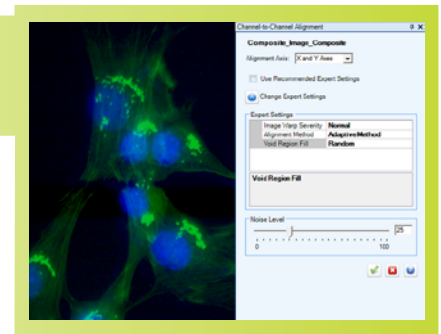 Channel-to-Channel Alignment
Composite_Image_Composite
Alignment Axis: X and Y Axes
Use Recommended Expert Settings
Change Expert Settings
Expert Settings
Image Warp Severity Normal
Alignment Method AdaptiveMethod
Void Region Fill Random
Void Region Fill
Noise Level
25
0 100